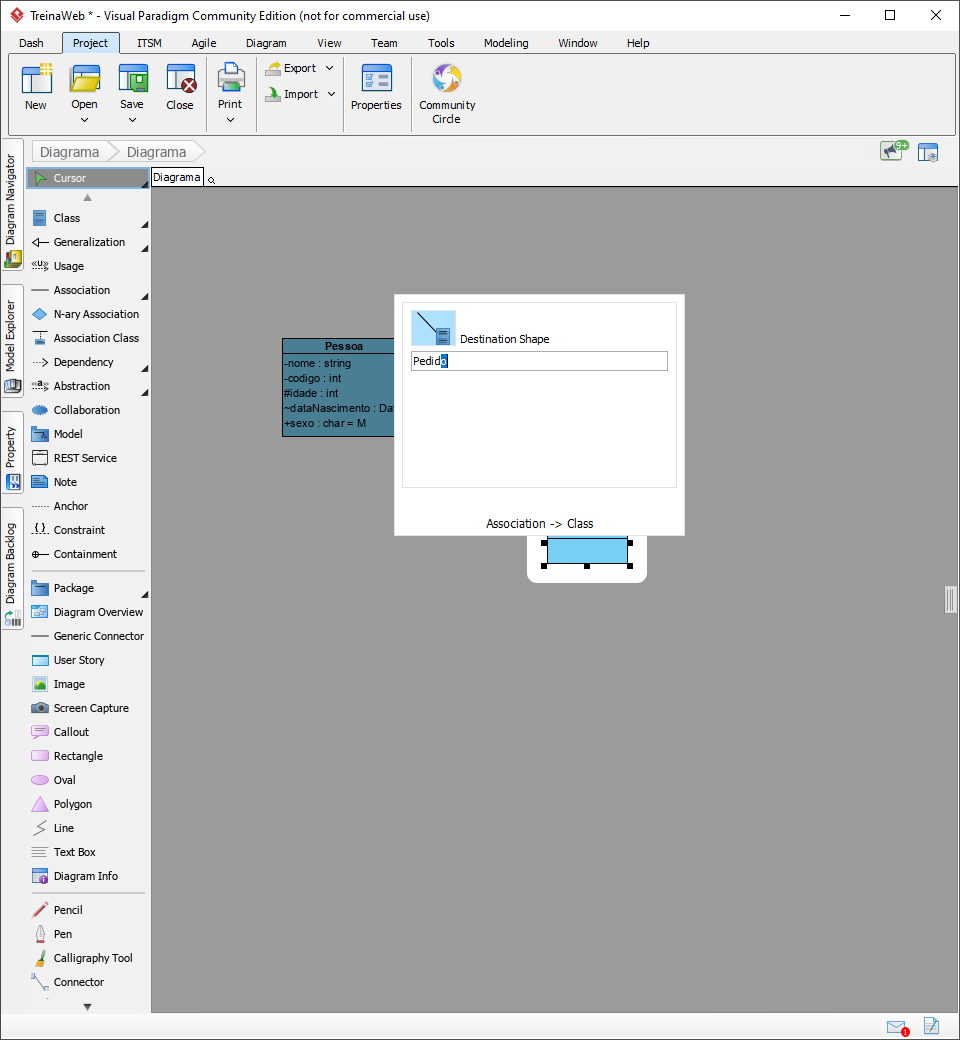 TreinaWeb * - Visual Paradigm Community Edition (not for commercial use)
Dash Project ITSM Agile Diagram View Team Tools Modeling Window Help
New Open Save Close Print Export Import Properties Community Circle
Diagrama Diagrama
9+
Diagrama
Diagram Navigator
Model Explorer
Property
Diagram Backlog
Cursor
Class
Generalization
«U» Usage
Association
N-ary Association
Association Class
Dependency
«a» Abstraction
Collaboration
Model
REST Service
Note
Anchor
Constraint
Containment
Package
Diagram Overview
Generic Connector
User Story
Image
Screen Capture
Callout
Rectangle
Oval
Polygon
Line
Text Box
Diagram Info
Pencil
Pen
Calligraphy Tool
Connector
Pessoa
-nome : string
-codigo : int
#idade : int
~dataNascimento : Dat
+sexo : char = M
Destination Shape
Pedido
Association -> Class
1